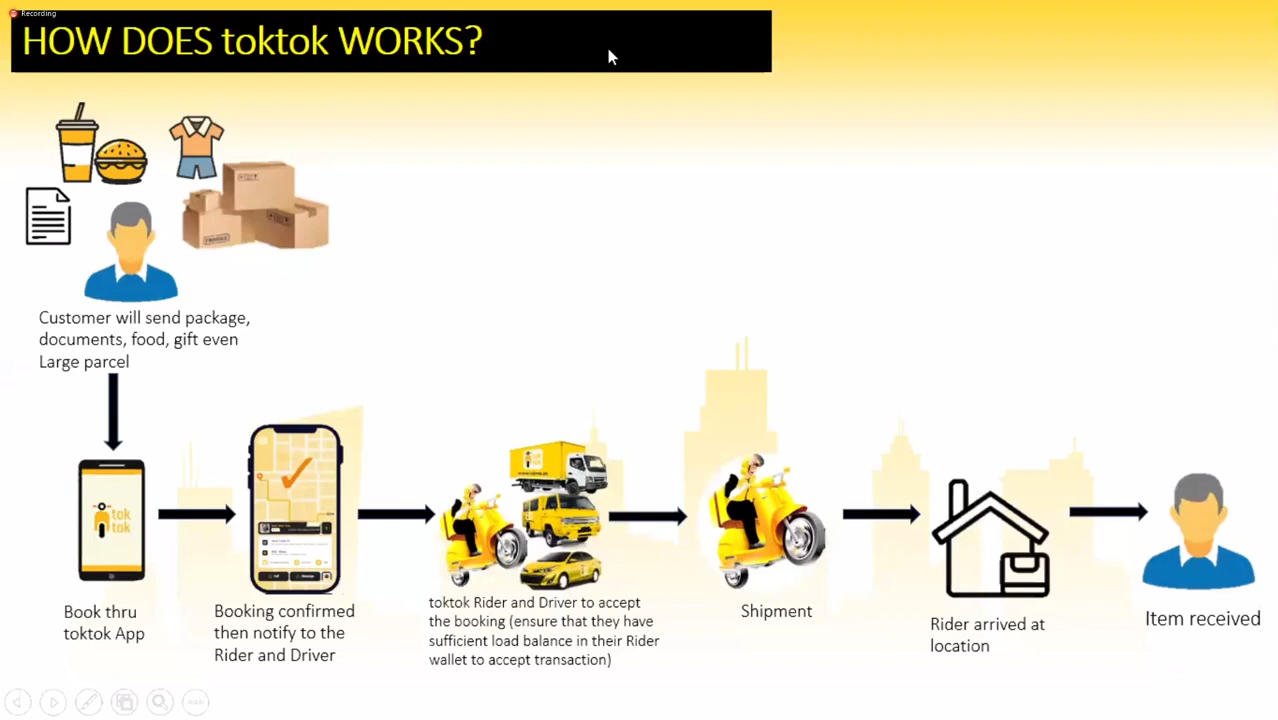 Recording
HOW DOES toktok WORKS?
Customer will send package,
documents, food, gift even
Large parcel
tok
tok
Book thru
toktok App
Booking confirmed
then notify to the
Rider and Driver
toktok Rider and Driver to accept
the booking (ensure that they have
sufficient load balance in their Rider
wallet to accept transaction)
Shipment
Rider arrived at
location
Item received